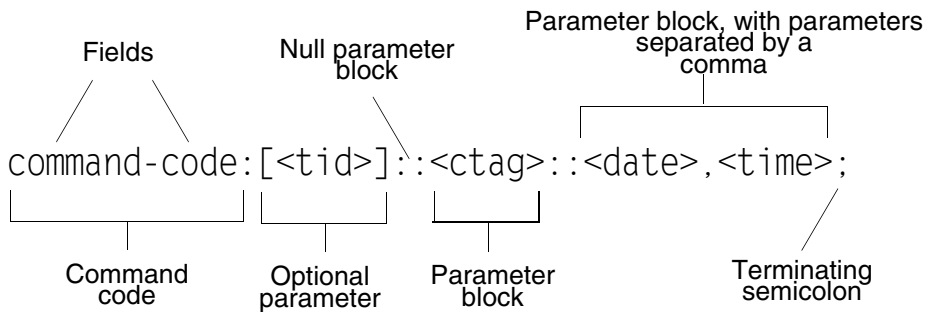 Parameter block, with parameters
separated by a
comma
Fields
Null parameter
block
command-code:[<tid>]::<ctag>::<date>,<time>;
Command
code
Optional
parameter
Parameter
block
Terminating
semicolon